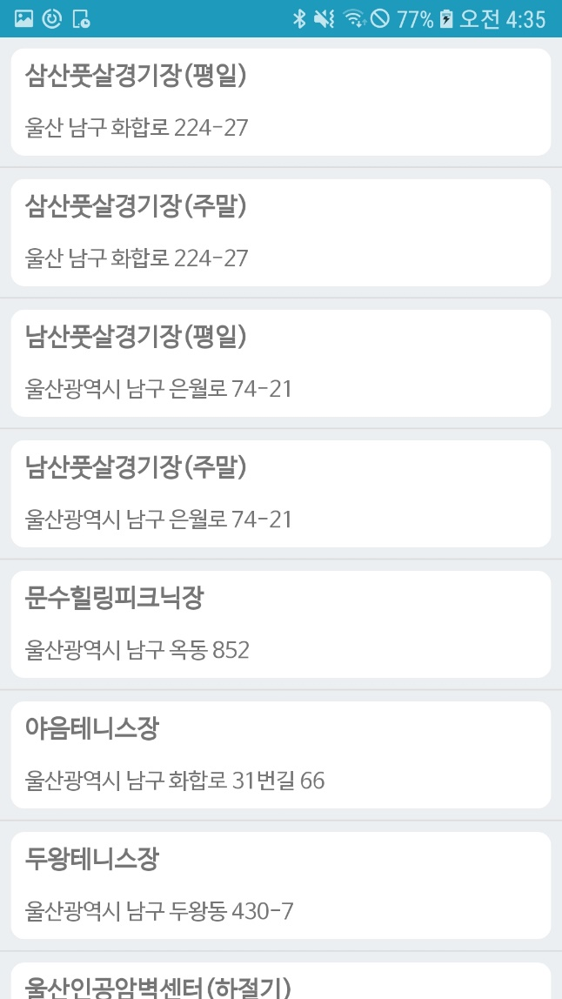 77% 오전 4:35
삼산풋살경기장(평일)
울산 남구 화합로 224-27
삼산풋살경기장(주말)
울산 남구 화합로 224-27
남산풋살경기장(평일)
울산광역시 남구 은월로 74-21
남산풋살경기장(주말)
울산광역시 남구 은월로 74-21
문수힐링피크닉장
울산광역시 남구 옥동 852
야음테니스장
울산광역시 남구 화합로 31번길 66
두왕테니스장
울산광역시 남구 두왕동 430-7
울산인공암벽센터(하절기)